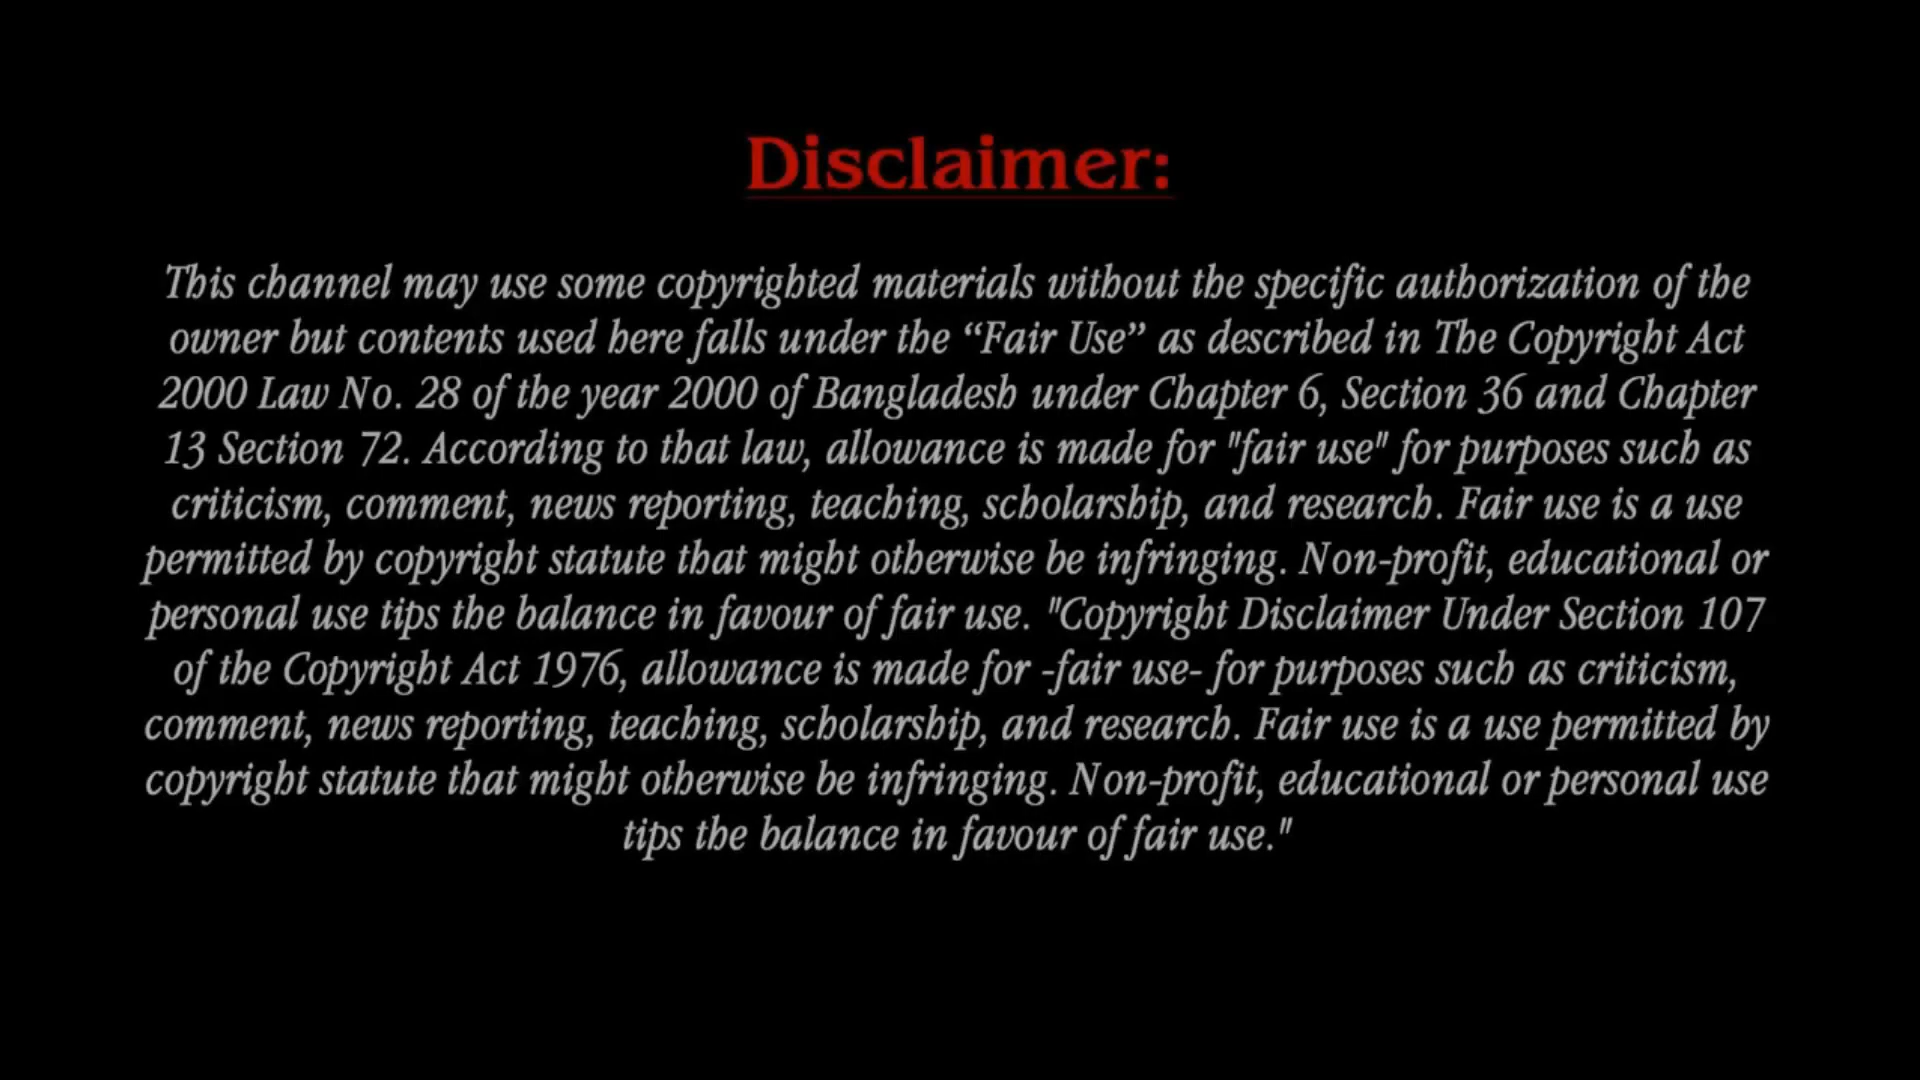 Disclaimer:
This channel may use some copyrighted materials without the specific authorization of the
owner but contents used here falls under the “Fair Use” as described in The Copyright Act
2000 Law No. 28 of the year 2000 of Bangladesh under Chapter 6, Section 36 and Chapter
13 Section 72. According to that law, allowance is made for "fair use" for purposes such as
criticism, comment, news reporting, teaching, scholarship, and research. Fair use is a use
permitted by copyright statute that might otherwise be infringing. Non-profit, educational or
personal use tips the balance in favour of fair use. "Copyright Disclaimer Under Section 107
of the Copyright Act 1976, allowance is made for -fair use- for purposes such as criticism,
comment, news reporting, teaching, scholarship, and research. Fair use is a use permitted by
copyright statute that might otherwise be infringing. Non-profit, educational or personal use
tips the balance in favour of fair use."